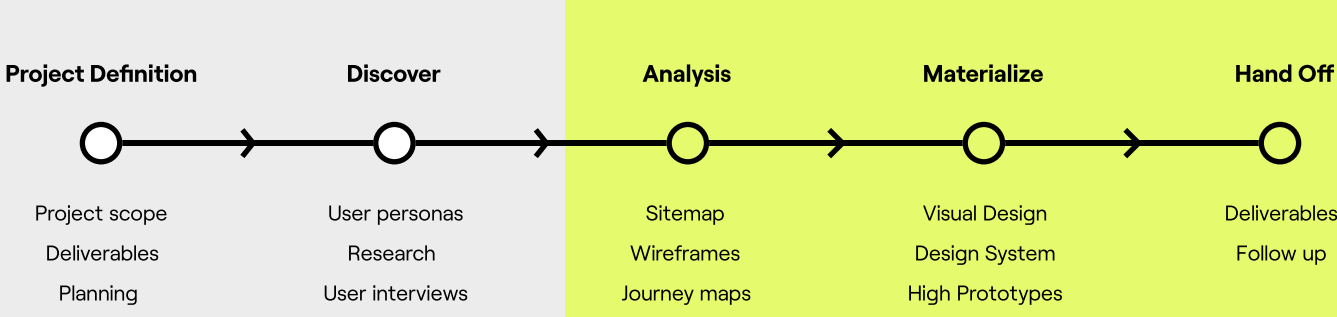 Project Definition
Discover
Analysis
Materialize
Hand Off
Project scope
Deliverables
Planning
User personas
Research
User interviews
Sitemap
Wireframes
Journey maps
Visual Design
Design System
High Prototypes
Deliverables
Follow up